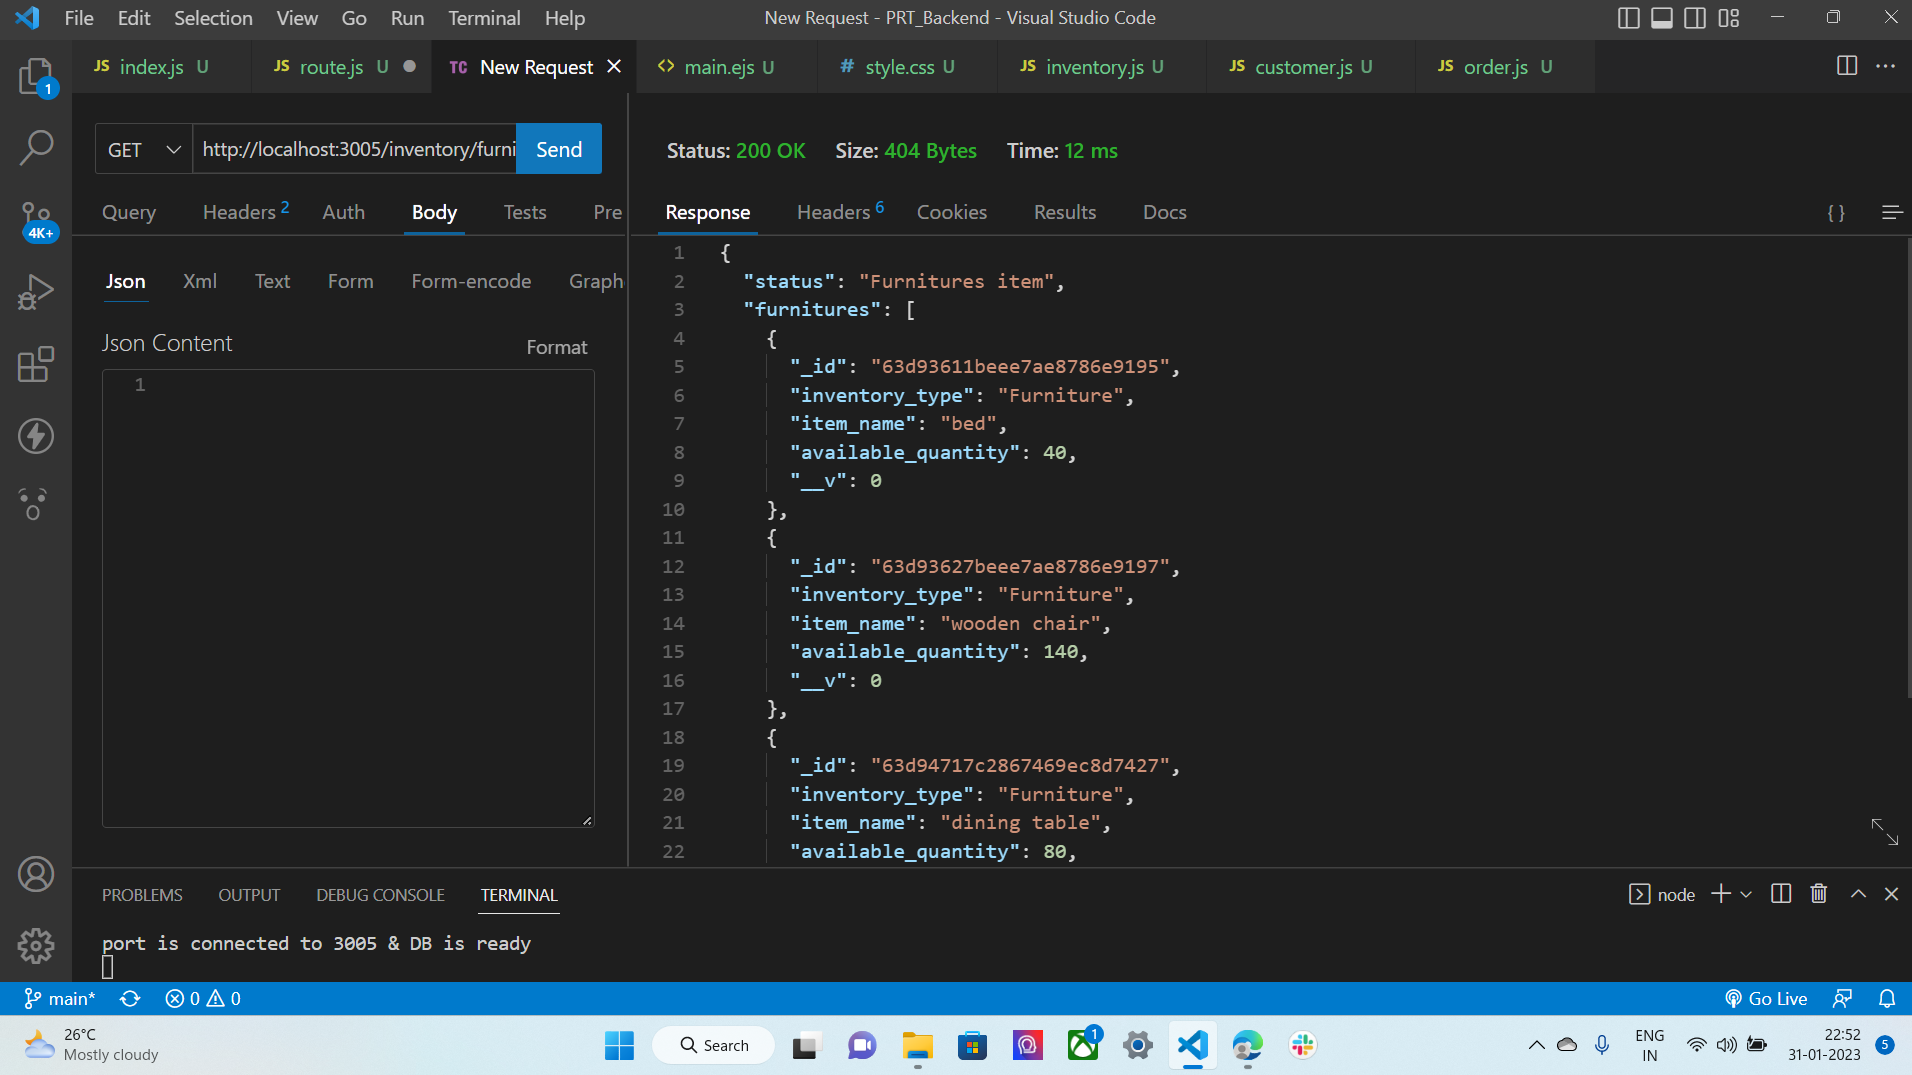 File Edit Selection View Go Run Terminal Help
New Request - PRT_Backend - Visual Studio Code
JS index.js U
JS route.js U
TC New Request
<> main.ejs U
# style.css U
JS inventory.js U
JS customer.js U
JS order.js U
1
4K+
GET
http://localhost:3005/inventory/furni
Send
Query Headers 2 Auth Body Tests Pre
Json Xml Text Form Form-encode Graph
Json Content
Format
1
Status: 200 OK Size: 404 Bytes Time: 12 ms
Response Headers 6 Cookies Results Docs { }
1 {
2 "status": "Furnitures item",
3 "furnitures": [
4 {
5 "_id": "63d93611beee7ae8786e9195",
6 "inventory_type": "Furniture",
7 "item_name": "bed",
8 "available_quantity": 40,
9 "__v": 0
10 },
11 {
12 "_id": "63d93627beee7ae8786e9197",
13 "inventory_type": "Furniture",
14 "item_name": "wooden chair",
15 "available_quantity": 140,
16 "__v": 0
17 },
18 {
19 "_id": "63d94717c2867469ec8d7427",
20 "inventory_type": "Furniture",
21 "item_name": "dining table",
22 "available_quantity": 80,
PROBLEMS OUTPUT DEBUG CONSOLE TERMINAL
node
port is connected to 3005 & DB is ready
main* 0 0
Go Live
26°C
Mostly cloudy
Search
1
ENG
IN
22:52
31-01-2023
5